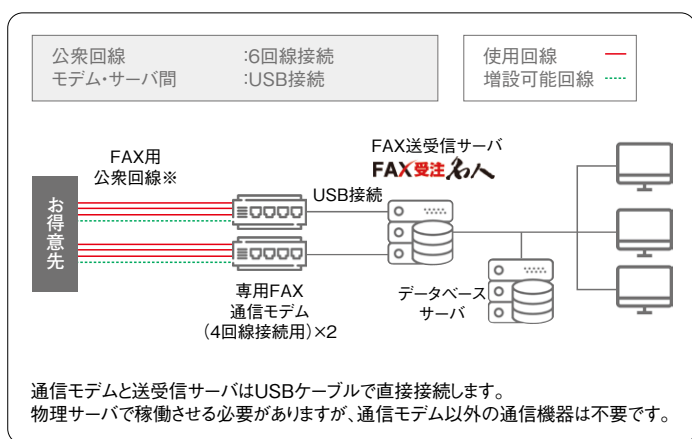 公衆回線 :6回線接続
モデム・サーバ間 :USB接続
使用回線
増設可能回線
FAX用
公衆回線※
お得意先
USB接続
FAX送受信サーバ
FAX受注名人
専用FAX
通信モデム
(4回線接続用)×2
データベース
サーバ
通信モデムと送受信サーバはUSBケーブルで直接接続します。
物理サーバで稼働させる必要がありますが、通信モデム以外の通信機器は不要です。